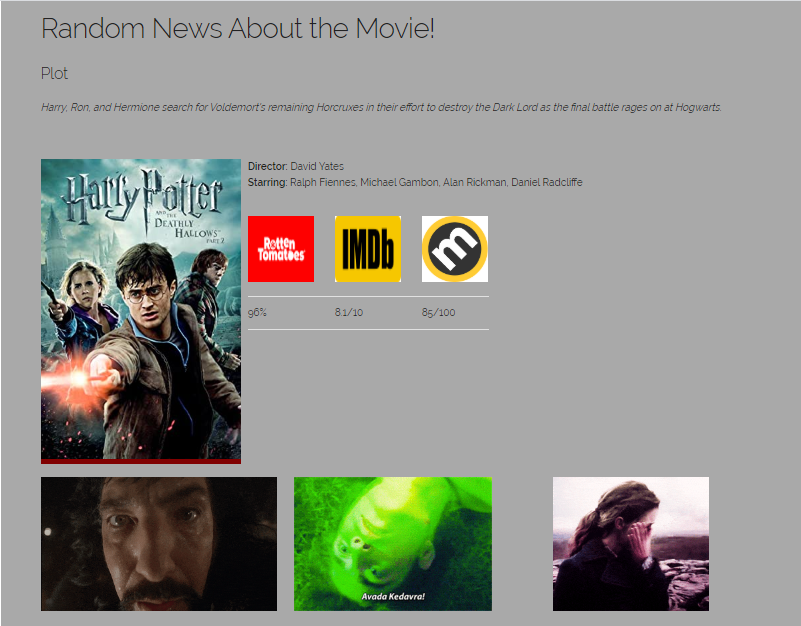 Random News About the Movie!
Plot
Harry, Ron, and Hermione search for Voldemort's remaining Horcruxes in their effort to destroy the Dark Lord as the final battle rages on at Hogwarts.
Harry Potter
AND THE
DEATHLY
HALLOWS
PART 2
Director: David Yates
Starring: Ralph Fiennes, Michael Gambon, Alan Rickman, Daniel Radcliffe
Rotten
Tomatoes
IMDb
m
96%
8.1/10
85/100
Avada Kedavra!